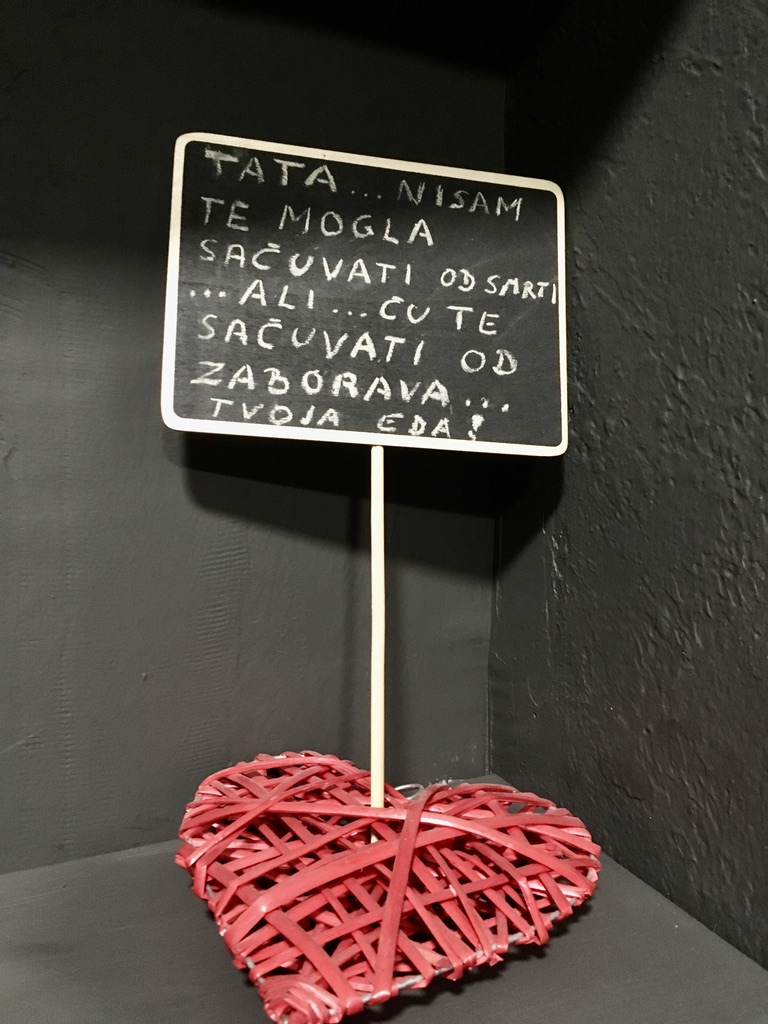 TATA... NISAM
TE MOGLA
SAČUVATI OD SMRTI
...ALI...ĆU TE
SAČUVATI OD
ZABORAVA...
TVOJA EDA!